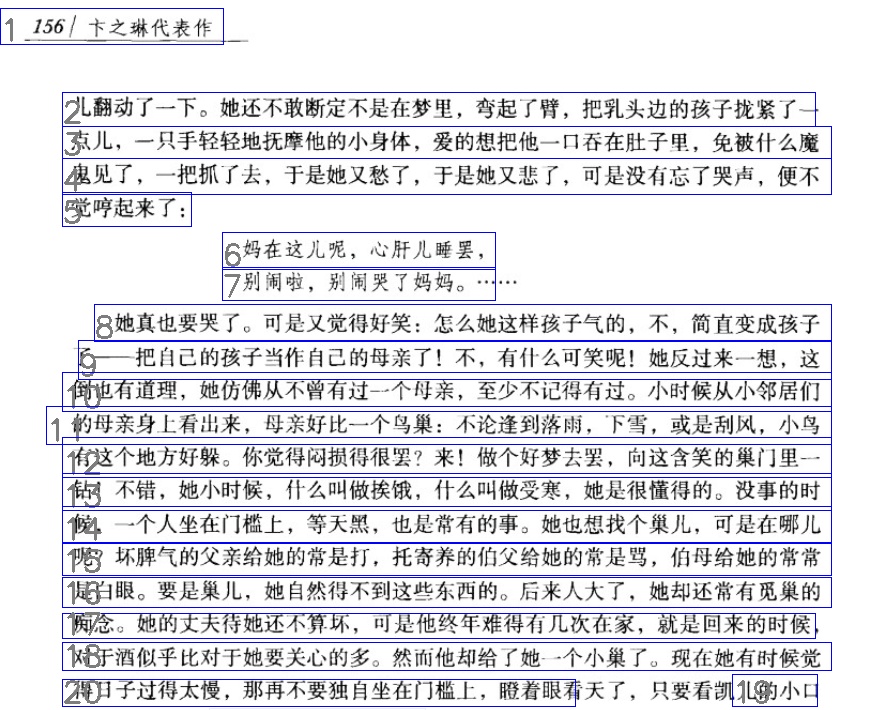 156 | 卞之琳代表作
儿翻动了一下。她还不敢断定不是在梦里，弯起了臂，把乳头边的孩子拢紧了一
点儿，一只手轻轻地抚摩他的小身体，爱的想把他一口吞在肚子里，免被什么魔
鬼见了，一把抓了去，于是她又愁了，于是她又悲了，可是没有忘了哭声，便不
觉哼起来了：
妈在这儿呢，心肝儿睡罢，
别闹啦，别闹哭了妈妈。……
她真也要哭了。可是又觉得好笑：怎么她这样孩子气的，不，简直变成孩子
了——把自己的孩子当作自己的母亲了！不，有什么可笑呢！她反过来一想，这
倒也有道理，她仿佛从不曾有过一个母亲，至少不记得有过。小时候从小邻居们
的母亲身上看出来，母亲好比一个鸟巢：不论逢到落雨，下雪，或是刮风，小鸟
有这个地方好躲。你觉得闷损得很罢？来！做个好梦去罢，向这含笑的巢门里一
钻！不错，她小时候，什么叫做挨饿，什么叫做受寒，她是很懂得的。没事的时
候，一个人坐在门槛上，等天黑，也是常有的事。她也想找个巢儿，可是在哪儿
呢？坏脾气的父亲给她的常是打，托寄养的伯父给她的常是骂，伯母给她的常常
是白眼。要是巢儿，她自然得不到这些东西的。后来人大了，她却还常有觅巢的
痴念。她的丈夫待她还不算坏，可是他终年难得有几次在家，就是回来的时候，
对于酒似乎比对于她要关心的多。然而他却给了她一个小巢了。现在她有时候觉
得日子过得太慢，那再不要独自坐在门槛上，瞪着眼看天了，只要看凯儿的小口